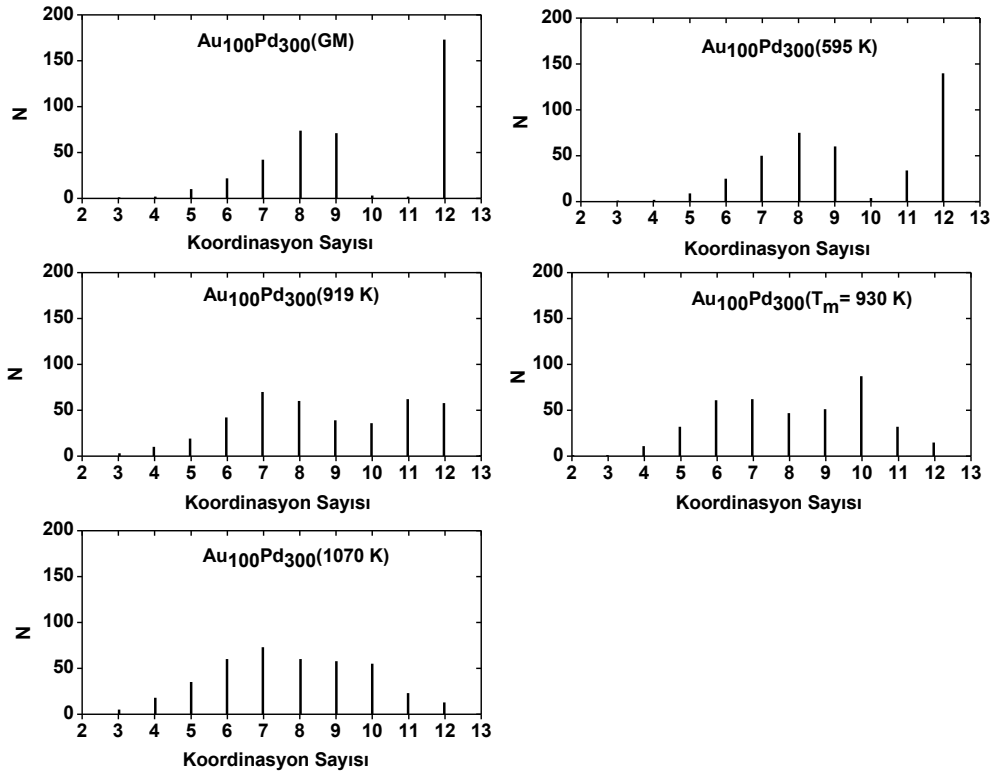 Au100Pd300(GM)
N
200
150
100
50
0
2 3 4 5 6 7 8 9 10 11 12 13
Koordinasyon Sayısı
Au100Pd300(595 K)
N
200
150
100
50
0
2 3 4 5 6 7 8 9 10 11 12 13
Koordinasyon Sayısı
Au100Pd300(919 K)
N
200
150
100
50
0
2 3 4 5 6 7 8 9 10 11 12 13
Koordinasyon Sayısı
Au100Pd300(Tm= 930 K)
N
200
150
100
50
0
2 3 4 5 6 7 8 9 10 11 12 13
Koordinasyon Sayısı
Au100Pd300(1070 K)
N
200
150
100
50
0
2 3 4 5 6 7 8 9 10 11 12 13
Koordinasyon Sayısı